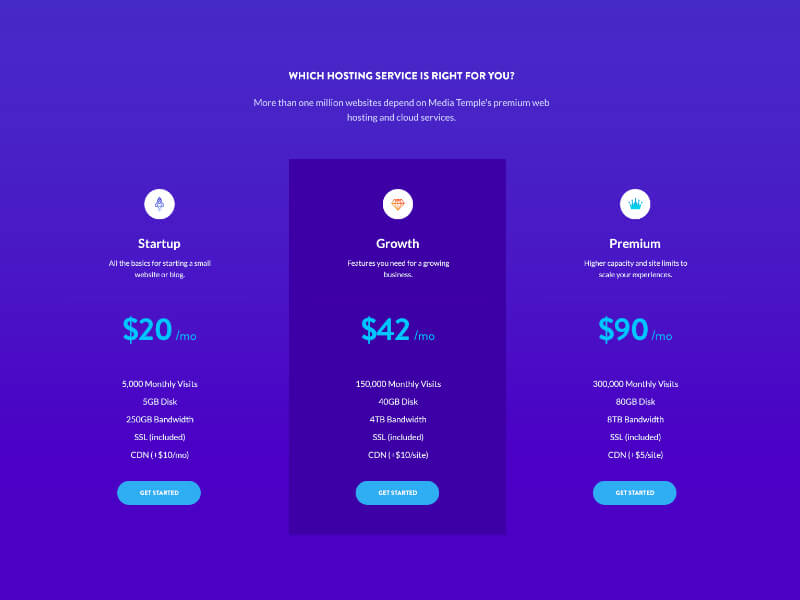 WHICH HOSTING SERVICE IS RIGHT FOR YOU?
More than one million websites depend on Media Temple's premium web
hosting and cloud services.
Startup
All the basics for starting a small
website or blog.
$20 /mo
5,000 Monthly Visits
5GB Disk
250GB Bandwidth
SSL (included)
CDN (+$10/mo)
GET STARTED
Growth
Features you need for a growing
business.
$42 /mo
150,000 Monthly Visits
40GB Disk
4TB Bandwidth
SSL (included)
CDN (+$10/site)
GET STARTED
Premium
Higher capacity and site limits to
scale your experiences.
$90 /mo
300,000 Monthly Visits
80GB Disk
8TB Bandwidth
SSL (included)
CDN (+$5/site)
GET STARTED